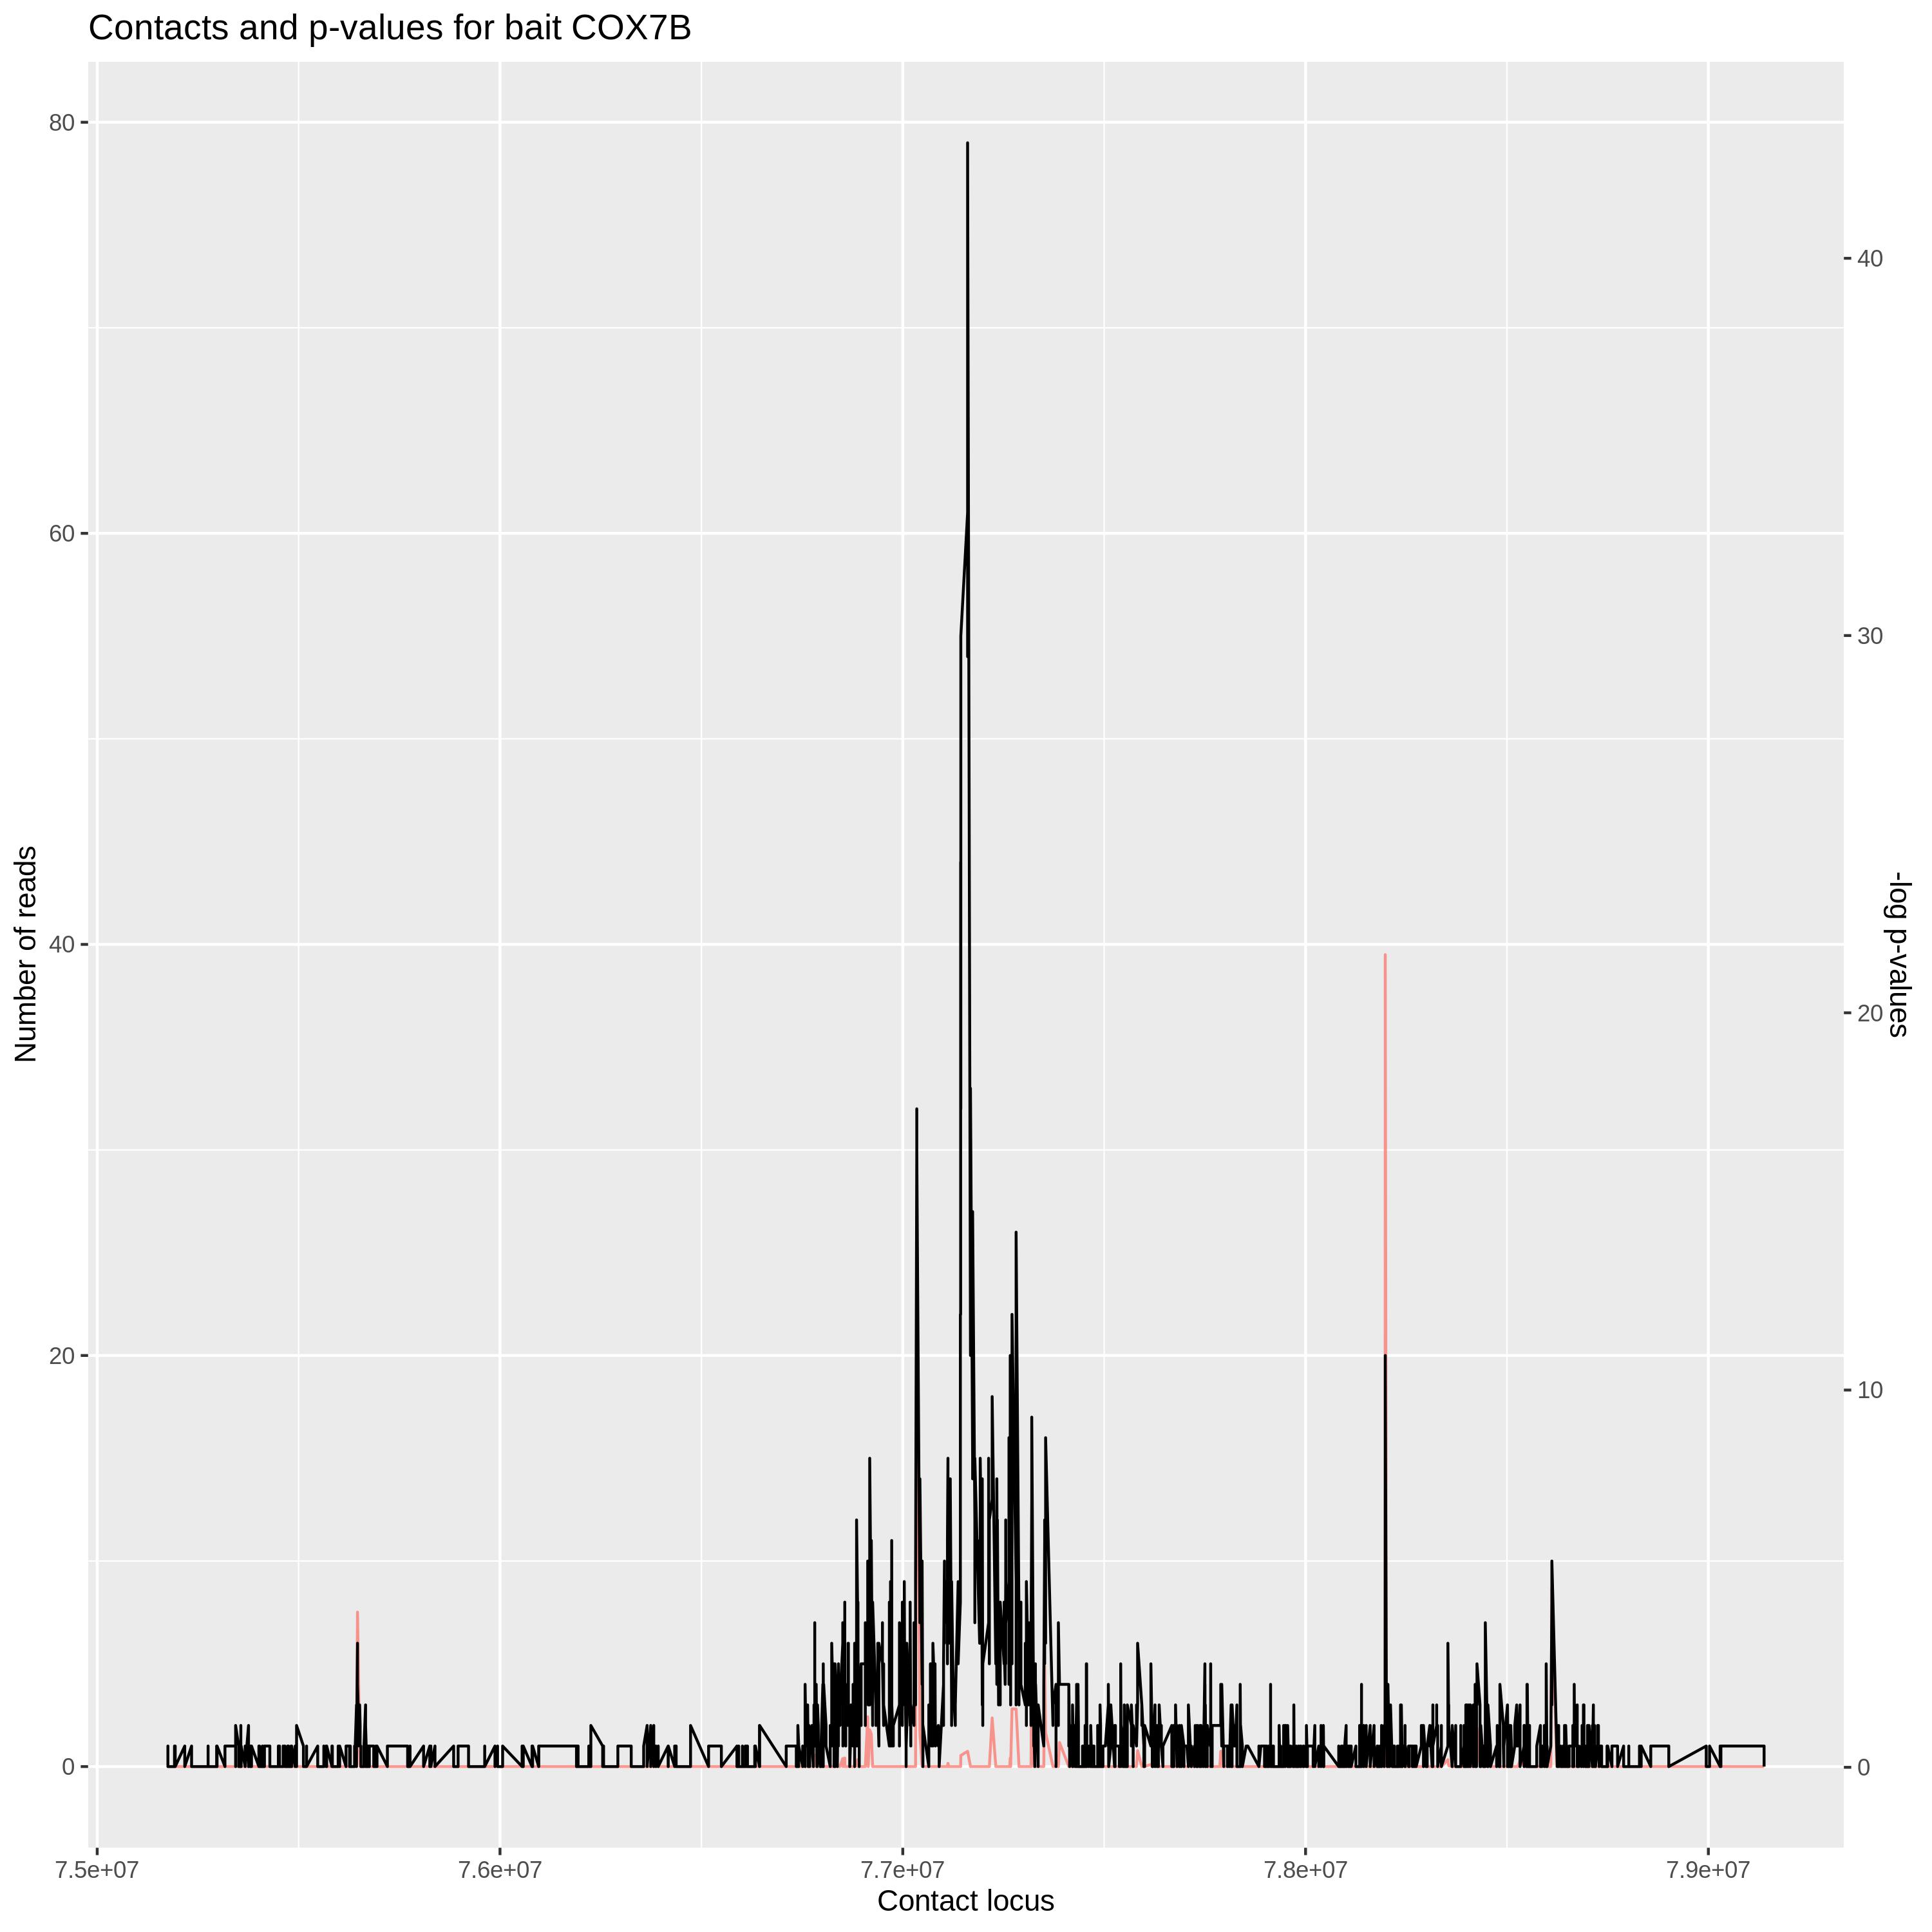 Contacts and p-values for bait COX7B
80
60
40
20
0
Number of reads
40
30
20
10
0
-log p-values
7.5e+07
7.6e+07
7.7e+07
7.8e+07
7.9e+07
Contact locus